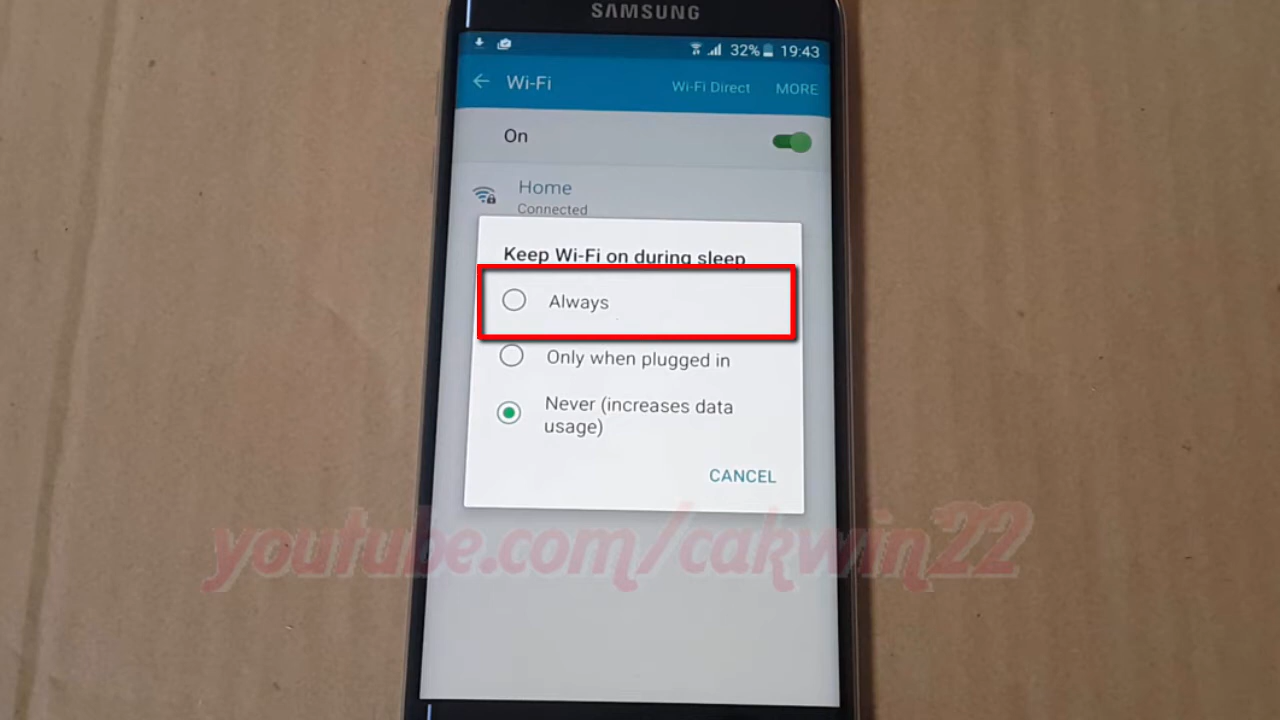 SAMSUNG
32% 19:43
Wi-Fi Wi-Fi Direct MORE
On
Home
Connected
Keep Wi-Fi on during sleep
Always
Only when plugged in
Never (increases data
usage)
CANCEL
youtube.com/cakwin22